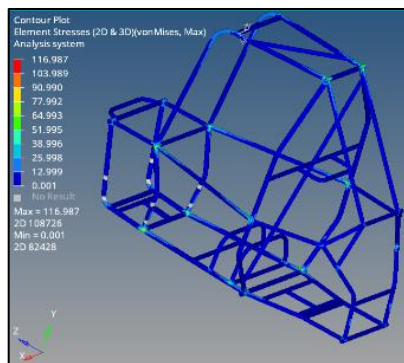 Contour Plot
Element Stresses (2D & 3D)(vonMises, Max)
Analysis system
116.987
103.989
90.990
77.992
64.993
51.995
38.996
25.998
12.999
0.001
No Result
Max = 116.987
2D 108726
Min = 0.001
2D 82428
Y
Z
X